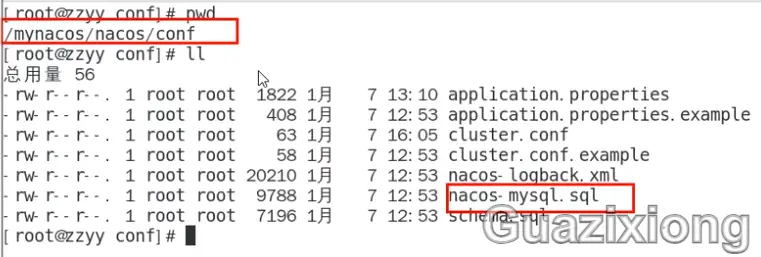 [root@zzyy conf]# pwd
/mynacos/nacos/conf
[root@zzyy conf]# ll
总用量 56
-rw-r--r--. 1 root root 1822 1月 7 13:10 application.properties
-rw-r--r--. 1 root root 408 1月 7 12:53 application.properties.example
-rw-r--r--. 1 root root 63 1月 7 16:05 cluster.conf
-rw-r--r--. 1 root root 58 1月 7 12:53 cluster.conf.example
-rw-r--r--. 1 root root 20210 1月 7 12:53 nacos-logback.xml
-rw-r--r--. 1 root root 9788 1月 7 12:53 nacos-mysql.sql
-rw-r--r--. 1 root root 7196 1月 7 12:53 schema.sql
[root@zzyy conf]#
Guazixiong